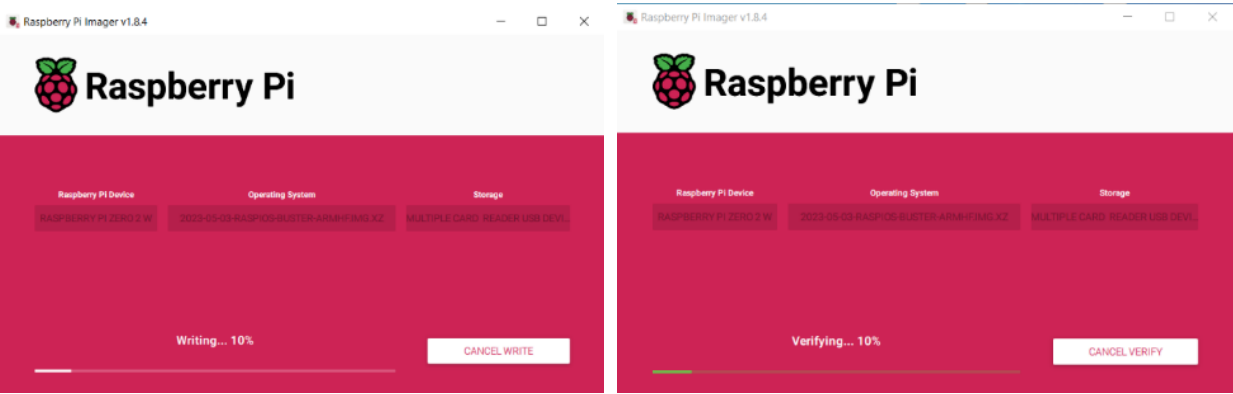 Raspberry Pi Imager v1.8.4
Raspberry Pi
Raspberry Pi Device
Operating System
Storage
RASPBERRY PI ZERO 2 W
2023-05-03-RASPIOS-BUSTER-ARMHF.IMG.XZ
MULTIPLE CARD READER USB DEVI...
Writing... 10%
CANCEL WRITE
Raspberry Pi Imager v1.8.4
Raspberry Pi
Raspberry Pi Device
Operating System
Storage
RASPBERRY PI ZERO 2 W
2023-05-03-RASPIOS-BUSTER-ARMHF.IMG.XZ
MULTIPLE CARD READER USB DEVI...
Verifying... 10%
CANCEL VERIFY